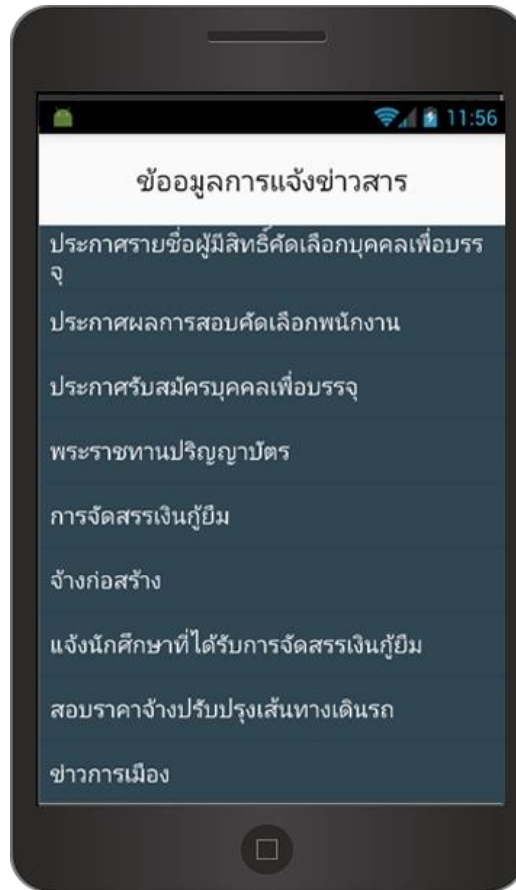 11:56
ข้ออมูลการแจ้งข่าวสาร
ประกาศรายชื่อผู้มีสิทธิ์คัดเลือกบุคคลเพื่อบรร
จุ
ประกาศผลการสอบคัดเลือกพนักงาน
ประกาศรับสมัครบุคคลเพื่อบรรจุ
พระราชทานปริญญาบัตร
การจัดสรรเงินกู้ยืม
จ้างก่อสร้าง
แจ้งนักศึกษาที่ได้รับการจัดสรรเงินกู้ยืม
สอบราคาจ้างปรับปรุงเส้นทางเดินรถ
ข่าวการเมือง